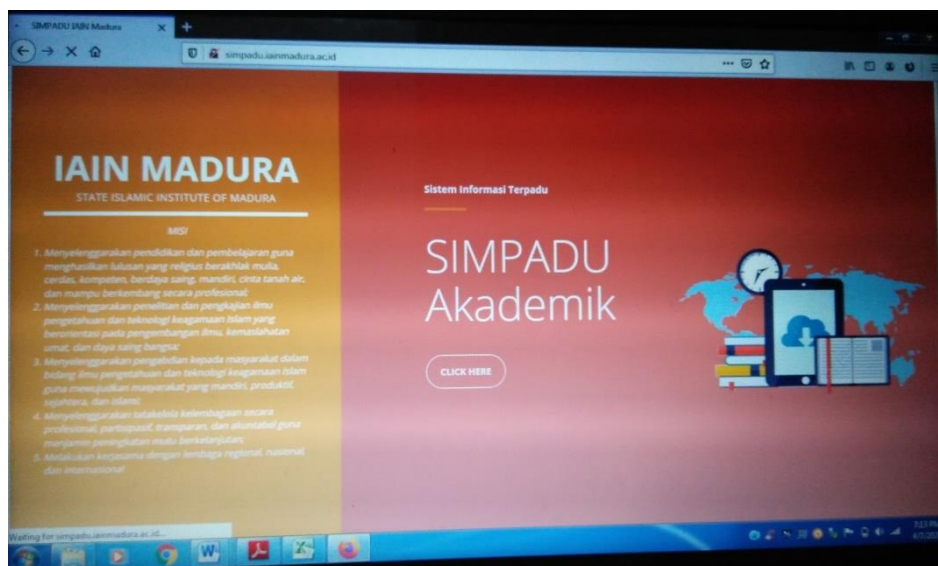 SIMPADU IAIN Madura
simpadu.iainmadura.ac.id
IAIN MADURA
STATE ISLAMIC INSTITUTE OF MADURA
MISI
1. Menyelenggarakan pendidikan dan pembelajaran guna
menghasilkan lulusan yang religius berakhlak mulia,
cerdas, kompeten, berdaya saing, mandiri, cinta tanah air,
dan mampu berkembang secara profesional;
2. Menyelenggarakan penelitian dan pengkajian ilmu
pengetahuan dan teknologi keagamaan Islam yang
berorientasi pada pengembangan ilmu, kemaslahatan
umat, dan daya saing bangsa;
3. Menyelenggarakan pengabdian kepada masyarakat dalam
bidang ilmu pengetahuan dan teknologi keagamaan Islam
guna mewujudkan masyarakat yang mandiri, produktif,
sejahtera, dan islami;
4. Melakukan tatakelola kelembagaan secara
profesional, partisipatif, transparan, dan akuntabel guna
menjamin peningkatan mutu berkelanjutan;
5. Melakukan kerjasama dengan lembaga regional, nasional,
dan internasional
Sistem Informasi Terpadu
SIMPADU
Akademik
CLICK HERE
Waiting for simpadu.iainmadura.ac.id...
7:13 PM